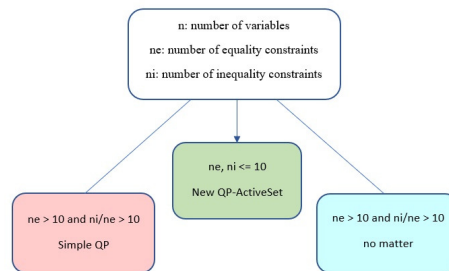 n: number of variables
ne: number of equality constraints
ni: number of inequality constraints
ne, ni <= 10
New QP-ActiveSet
ne > 10 and ni/ne > 10
Simple QP
ne > 10 and ni/ne > 10
no matter